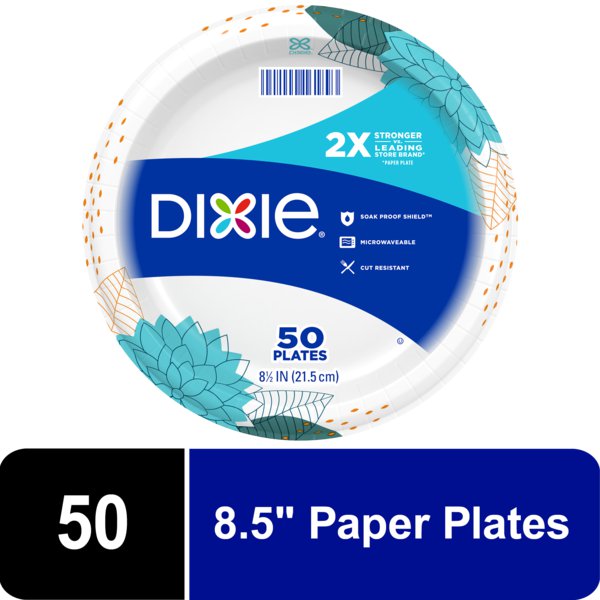 DIXIE
2X STRONGER
VS.
LEADING
STORE BRAND*
*PAPER PLATE
DIXIE®
SOAK PROOF SHIELD™
MICROWAVEABLE
CUT RESISTANT
50
PLATES
8½ IN (21.5 cm)
50
8.5" Paper Plates